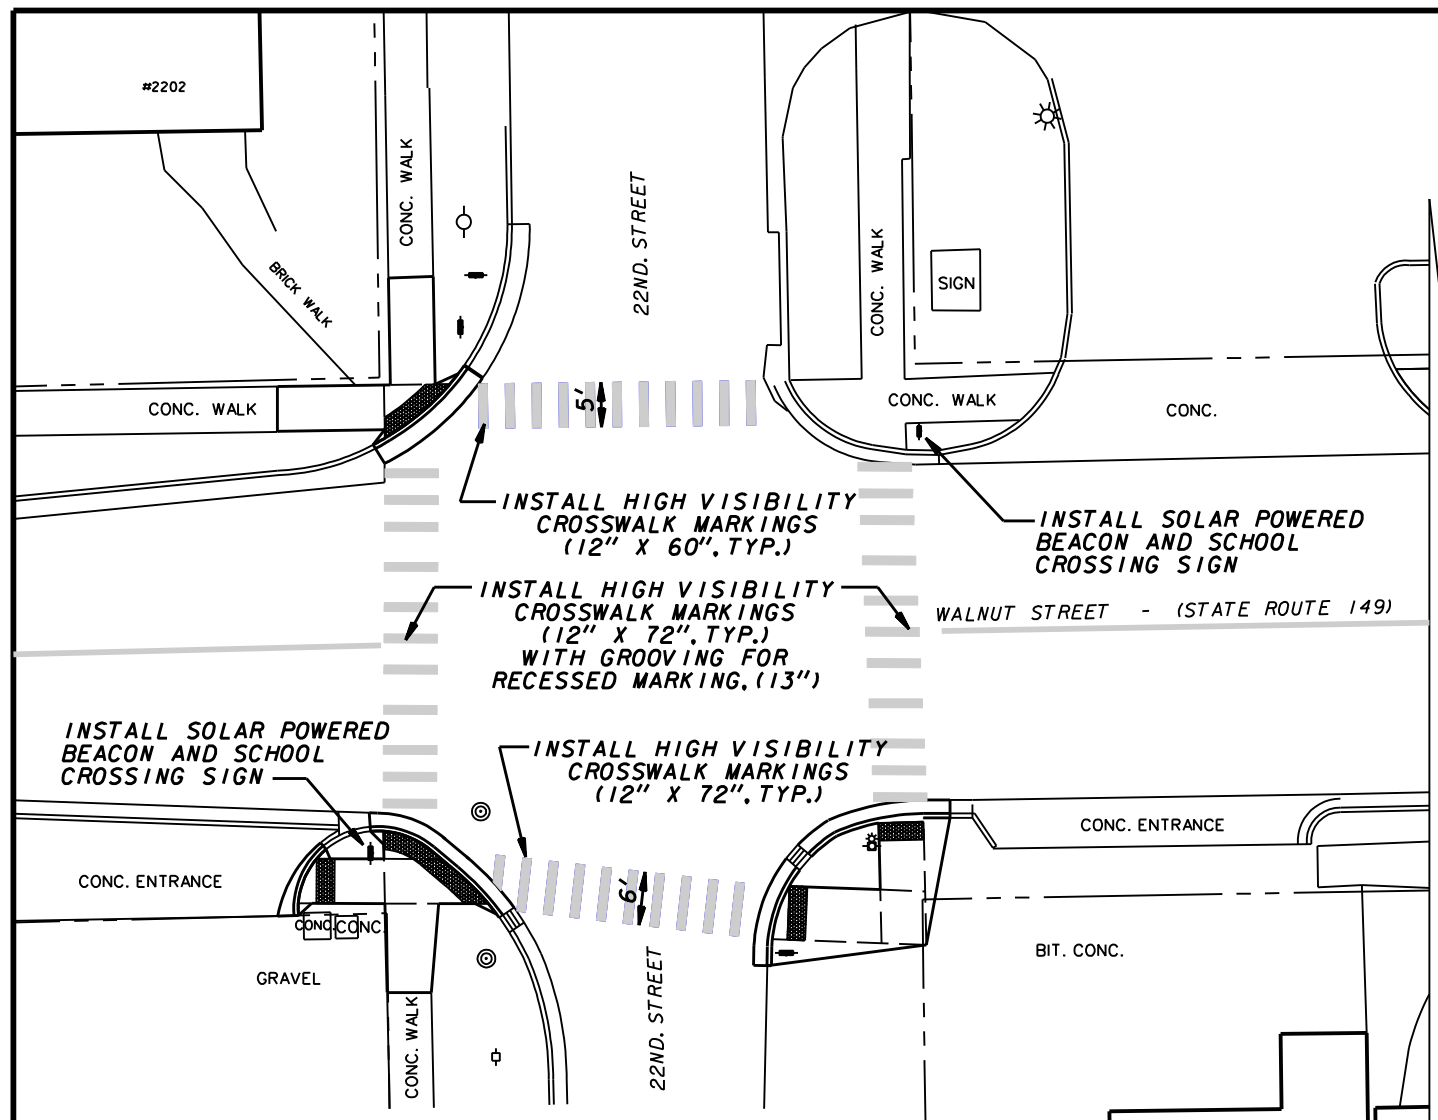 #2202
CONC. WALK
BRICK WALK
22ND. STREET
CONC. WALK
SIGN
CONC. WALK
CONC. WALK
CONC.
5'
INSTALL HIGH VISIBILITY
CROSSWALK MARKINGS
(12" X 60", TYP.)
INSTALL SOLAR POWERED
BEACON AND SCHOOL
CROSSING SIGN
INSTALL HIGH VISIBILITY
CROSSWALK MARKINGS
(12" X 72", TYP.)
WITH GROOVING FOR
RECESSED MARKING, (13")
WALNUT STREET - (STATE ROUTE 149)
INSTALL SOLAR POWERED
BEACON AND SCHOOL
CROSSING SIGN
INSTALL HIGH VISIBILITY
CROSSWALK MARKINGS
(12" X 72", TYP.)
CONC. ENTRANCE
CONC. ENTRANCE
6'
CONC.
CONC.
GRAVEL
BIT. CONC.
CONC. WALK
22ND. STREET